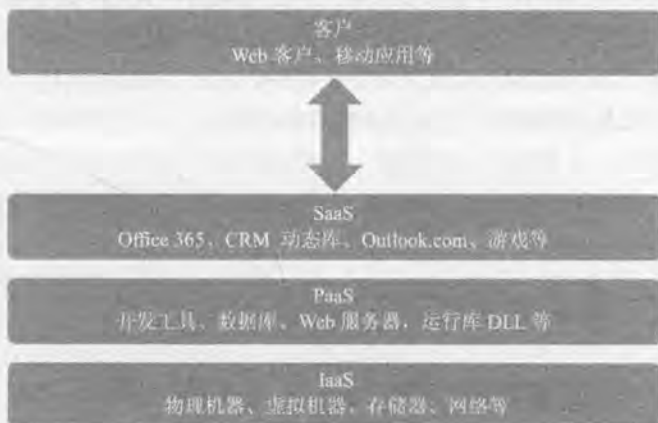 客户
Web 客户、移动应用等
SaaS
Office 365、CRM 动态库、Outlook.com、游戏等
PaaS
开发工具、数据库、Web 服务器，运行库 DLL 等
IaaS
物理机器、虚拟机器，存储器、网络等